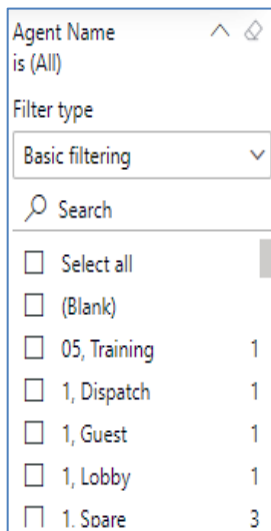 Agent Name
is (All)
Filter type
Basic filtering
Search
Select all
(Blank)
05, Training 1
1, Dispatch 1
1, Guest 1
1, Lobby 1
1, Spare 3